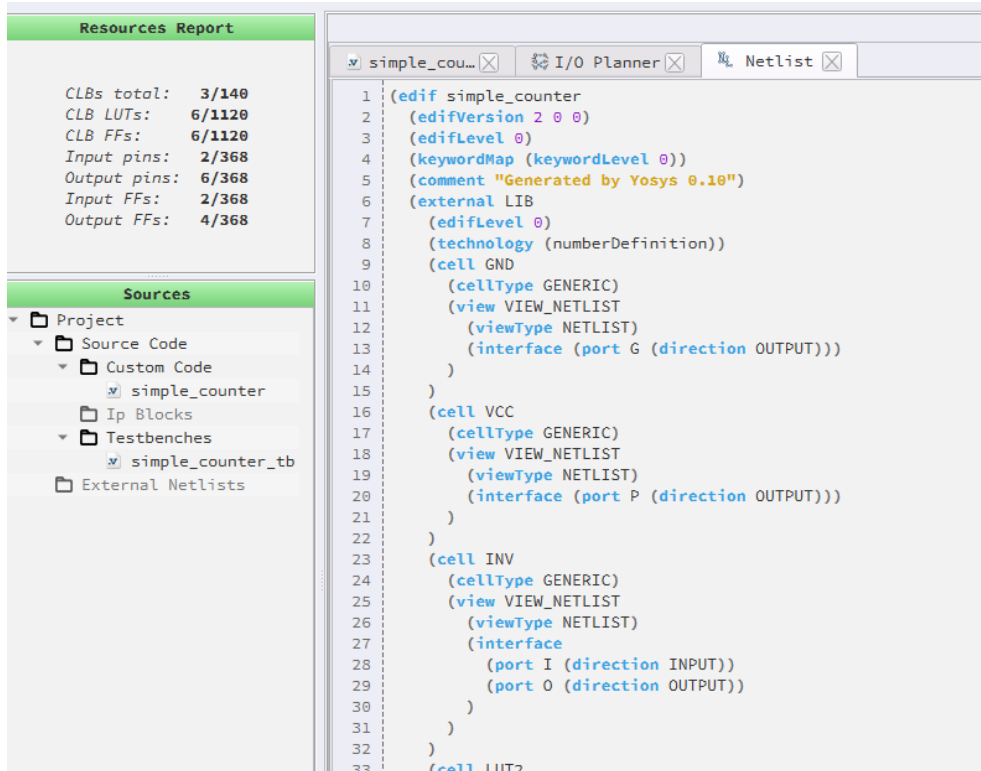 Resources Report
CLBs total: 3/140
CLB LUTs: 6/1120
CLB FFs: 6/1120
Input pins: 2/368
Output pins: 6/368
Input FFs: 2/368
Output FFs: 4/368
Sources
Project
Source Code
Custom Code
simple_counter
Ip Blocks
Testbenches
simple_counter_tb
External Netlists
simple_cou… I/O Planner Netlist
1 (edif simple_counter
2 (edifVersion 2 0 0)
3 (edifLevel 0)
4 (keywordMap (keywordLevel 0))
5 (comment "Generated by Yosys 0.10")
6 (external LIB
7 (edifLevel 0)
8 (technology (numberDefinition))
9 (cell GND
10 (cellType GENERIC)
11 (view VIEW_NETLIST
12 (viewType NETLIST)
13 (interface (port G (direction OUTPUT)))
14 )
15 )
16 (cell VCC
17 (cellType GENERIC)
18 (view VIEW_NETLIST
19 (viewType NETLIST)
20 (interface (port P (direction OUTPUT)))
21 )
22 )
23 (cell INV
24 (cellType GENERIC)
25 (view VIEW_NETLIST
26 (viewType NETLIST)
27 (interface
28 (port I (direction INPUT))
29 (port O (direction OUTPUT))
30 )
31 )
32 )
33 (cell LUT2